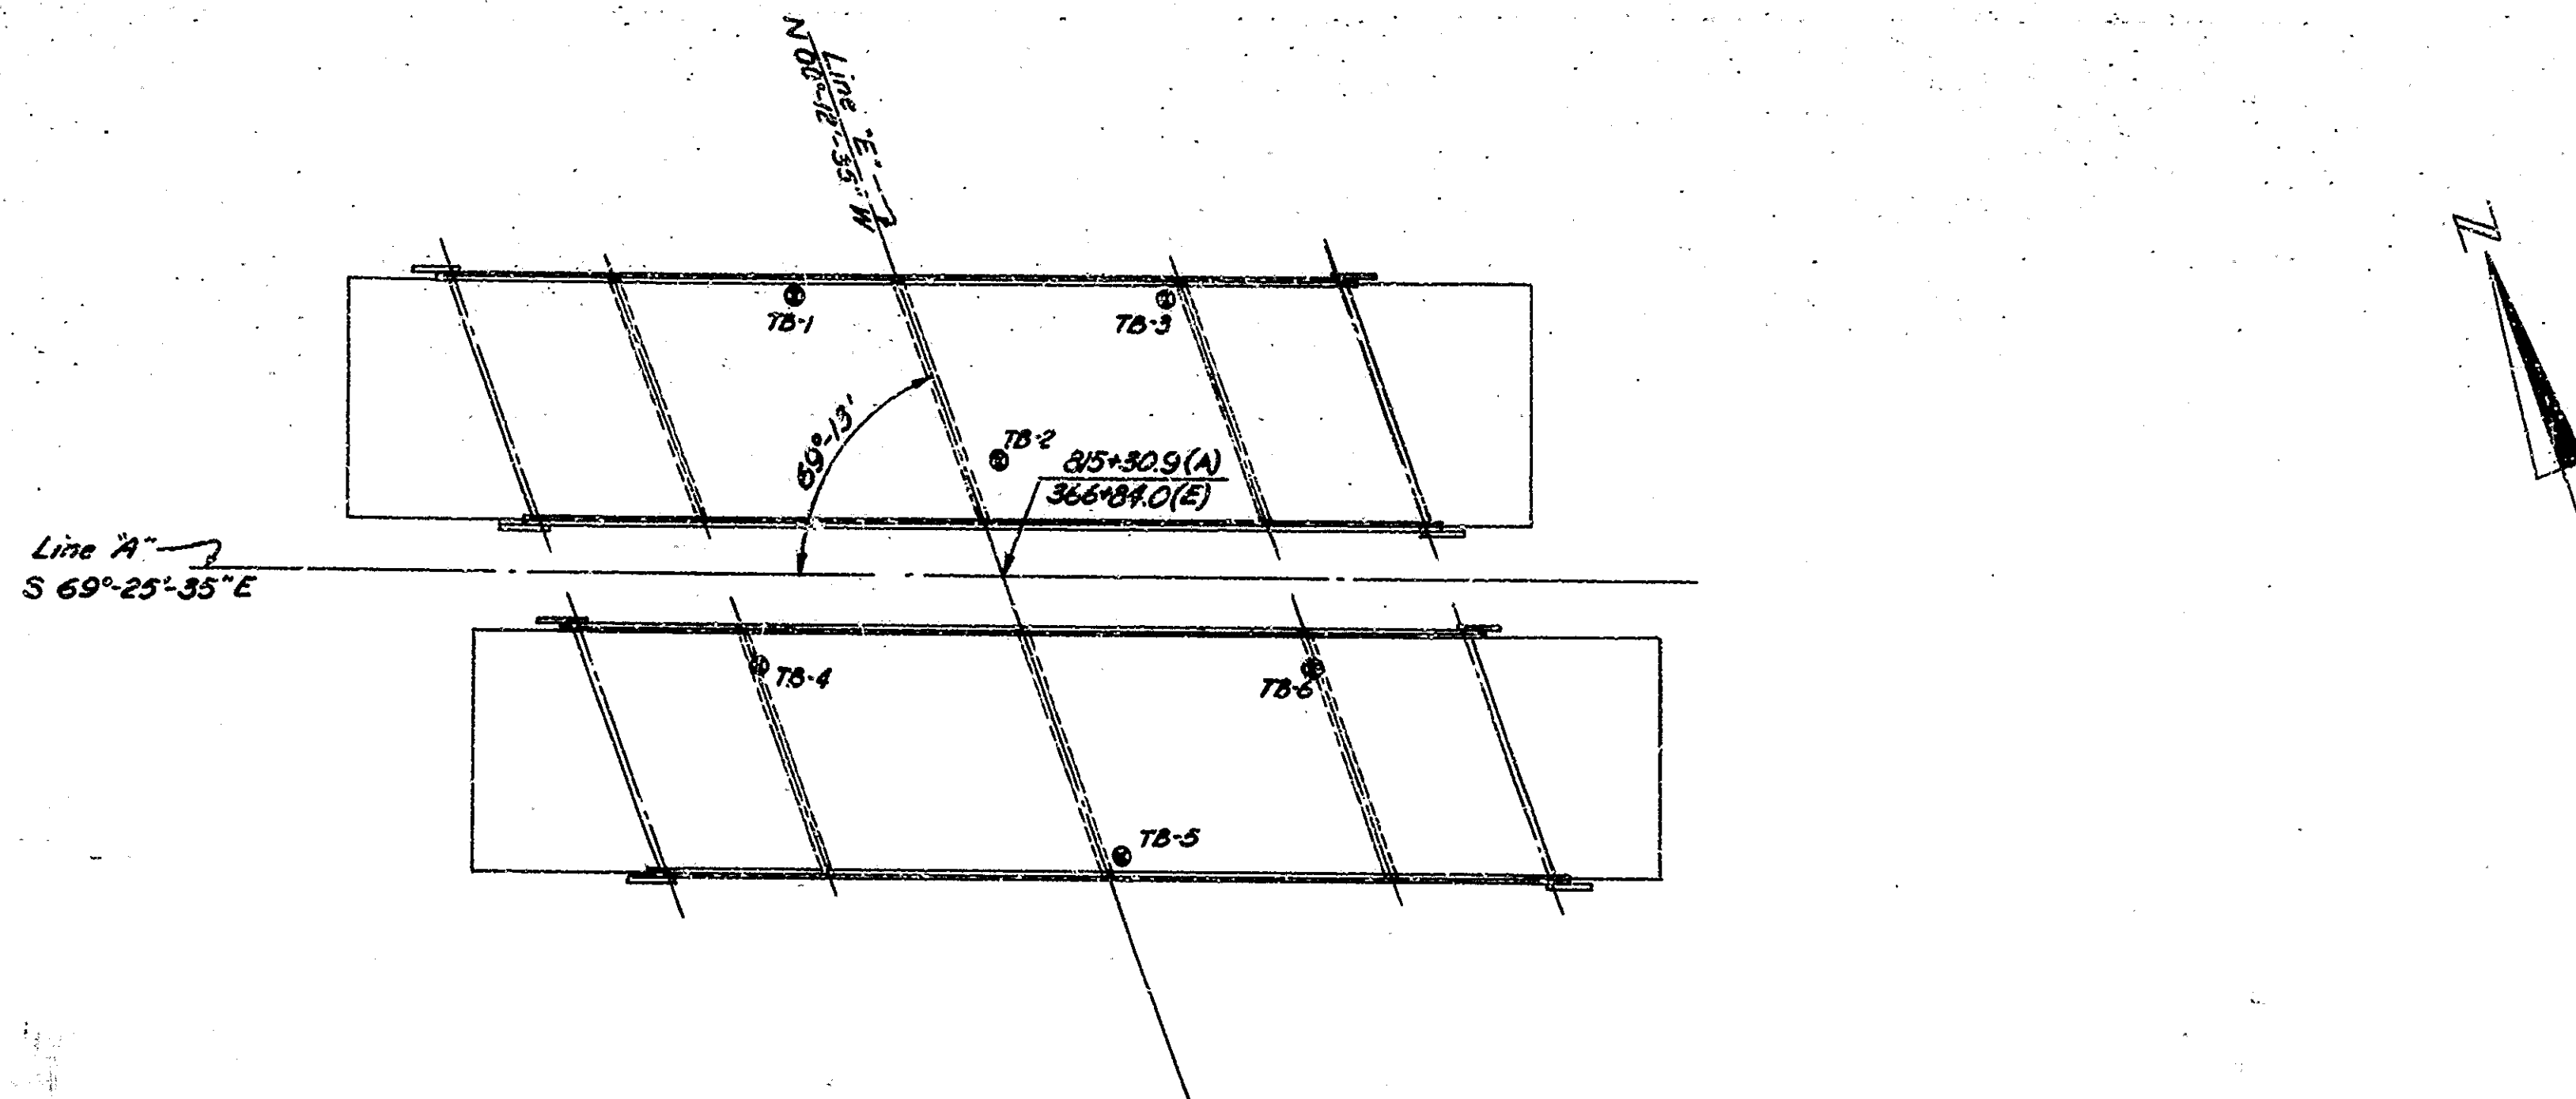 Line "E"
N 00°-12'-35" W
Z
TB-1
TB-3
69°-13'
TB-2
815+30.9(A)
366+84.0(E)
Line "A"
S 69°-25'-35"E
TB-4
TB-6
TB-5